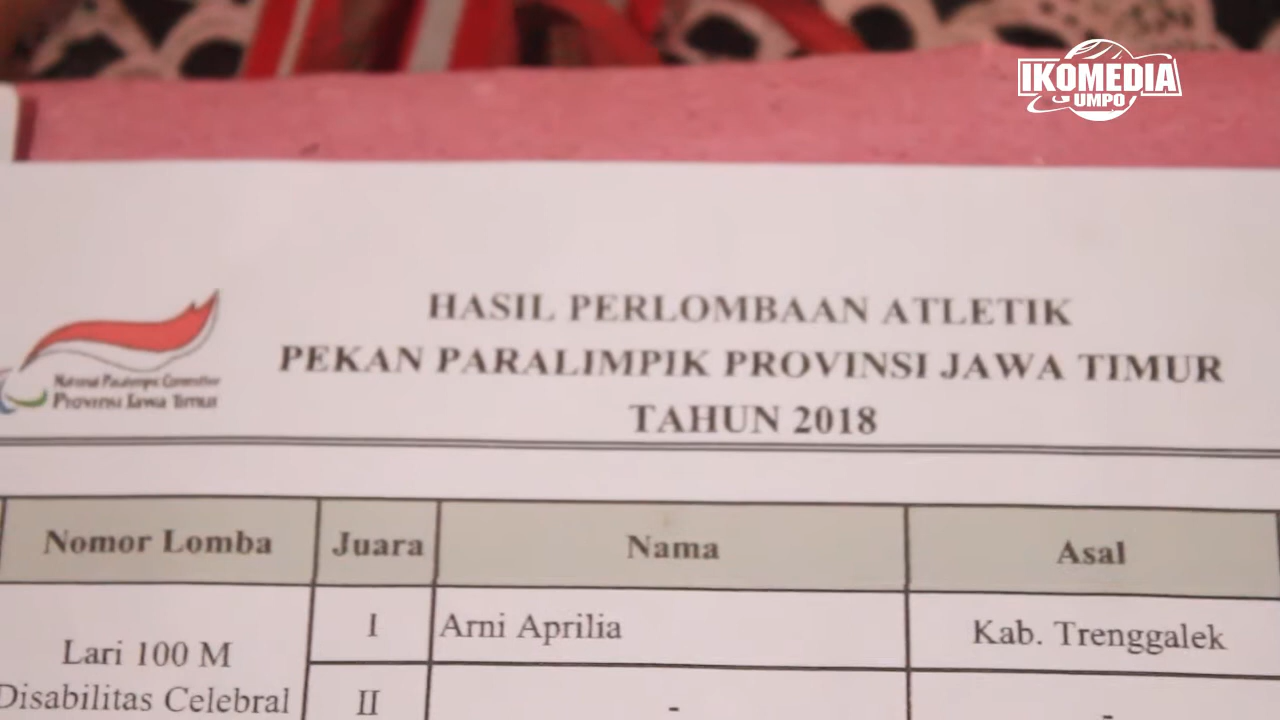 IKOMEDIA
UMPO
HASIL PERLOMBAAN ATLETIK
PEKAN PARALIMPIK PROVINSI JAWA TIMUR
TAHUN 2018
National Paralympic Committee
Provinsi Jawa Timur
Nomor Lomba Juara Nama Asal
I Arni Aprilia Kab. Trenggalek
Lari 100 M
Disabilitas Celebral II - -